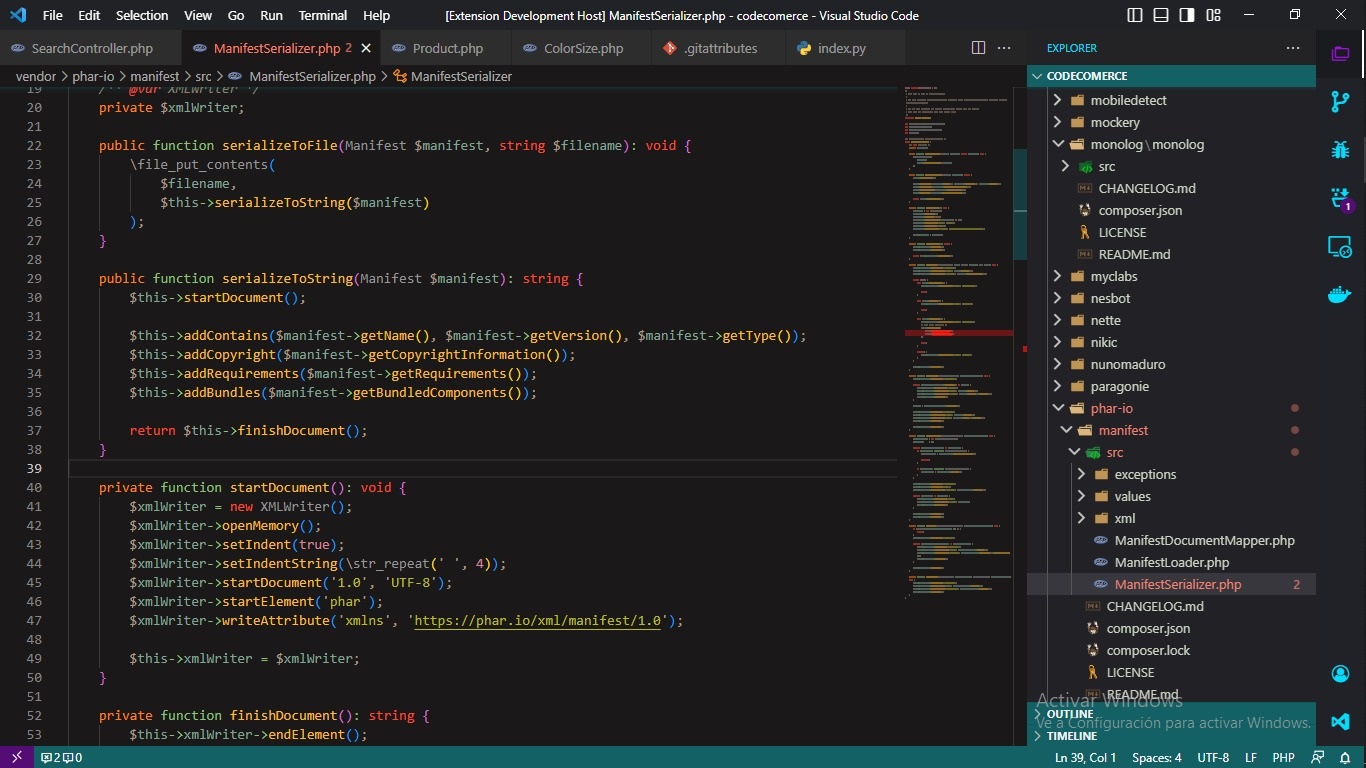 File Edit Selection View Go Run Terminal Help [Extension Development Host] ManifestSerializer.php - codecomerce - Visual Studio Code
SearchController.php ManifestSerializer.php 2 Product.php ColorSize.php .gitattributes index.py
vendor > phar-io > manifest > src > ManifestSerializer.php > ManifestSerializer
19 /** @var XMLWriter */
20 private $xmlWriter;
21
22 public function serializeToFile(Manifest $manifest, string $filename): void {
23 \file_put_contents(
24 $filename,
25 $this->serializeToString($manifest)
26 );
27 }
28
29 public function serializeToString(Manifest $manifest): string {
30 $this->startDocument();
31
32 $this->addContains($manifest->getName(), $manifest->getVersion(), $manifest->getType());
33 $this->addCopyright($manifest->getCopyrightInformation());
34 $this->addRequirements($manifest->getRequirements());
35 $this->addBundles($manifest->getBundledComponents());
36
37 return $this->finishDocument();
38 }
39
40 private function startDocument(): void {
41 $xmlWriter = new XMLWriter();
42 $xmlWriter->openMemory();
43 $xmlWriter->setIndent(true);
44 $xmlWriter->setIndentString(\str_repeat(' ', 4));
45 $xmlWriter->startDocument('1.0', 'UTF-8');
46 $xmlWriter->startElement('phar');
47 $xmlWriter->writeAttribute('xmlns', 'https://phar.io/xml/manifest/1.0');
48
49 $this->xmlWriter = $xmlWriter;
50 }
51
52 private function finishDocument(): string {
53 $this->xmlWriter->endElement();
EXPLORER
CODECOMERCE
mobiledetect
mockery
monolog \ monolog
src
CHANGELOG.md
composer.json
LICENSE
README.md
myclabs
nesbot
nette
nikic
nunomaduro
paragonie
phar-io
manifest
src
exceptions
values
xml
ManifestDocumentMapper.php
ManifestLoader.php
ManifestSerializer.php 2
CHANGELOG.md
composer.json
composer.lock
LICENSE
README.md
OUTLINE
TIMELINE
1
Activar Windows
Ve a Configuración para activar Windows.
2 0 Ln 39, Col 1 Spaces: 4 UTF-8 LF PHP